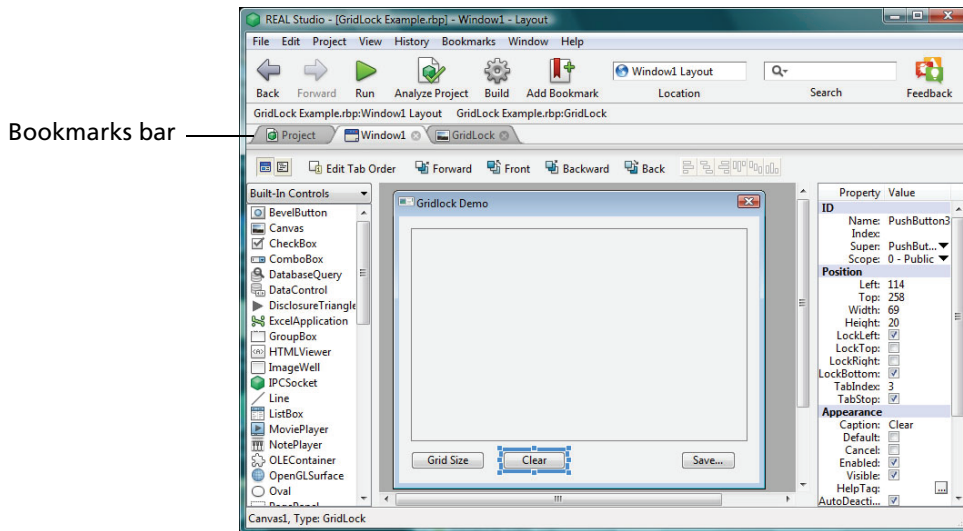 REAL Studio - [GridLock Example.rbp] - Window1 - Layout
File Edit Project View History Bookmarks Window Help
Window1 Layout
Back Forward Run Analyze Project Build Add Bookmark Location Search Feedback
GridLock Example.rbp:Window1 Layout GridLock Example.rbp:GridLock
Bookmarks bar
Project Window1 GridLock
Edit Tab Order Forward Front Backward Back
Built-In Controls
BevelButton
Canvas
CheckBox
ComboBox
DatabaseQuery
DataControl
DisclosureTriangle
ExcelApplication
GroupBox
HTMLViewer
ImageWell
IPCSocket
Line
ListBox
MoviePlayer
NotePlayer
OLEContainer
OpenGLSurface
Oval
PagePanel
Gridlock Demo
Grid Size Clear Save...
Property Value
ID
Name: PushButton3
Index:
Super: PushBut...
Scope: 0 - Public
Position
Left: 114
Top: 258
Width: 69
Height: 20
LockLeft:
LockTop:
LockRight:
LockBottom:
TabIndex: 3
TabStop:
Appearance
Caption: Clear
Default:
Cancel:
Enabled:
Visible:
HelpTag: ...
AutoDeacti...
Canvas1, Type: GridLock